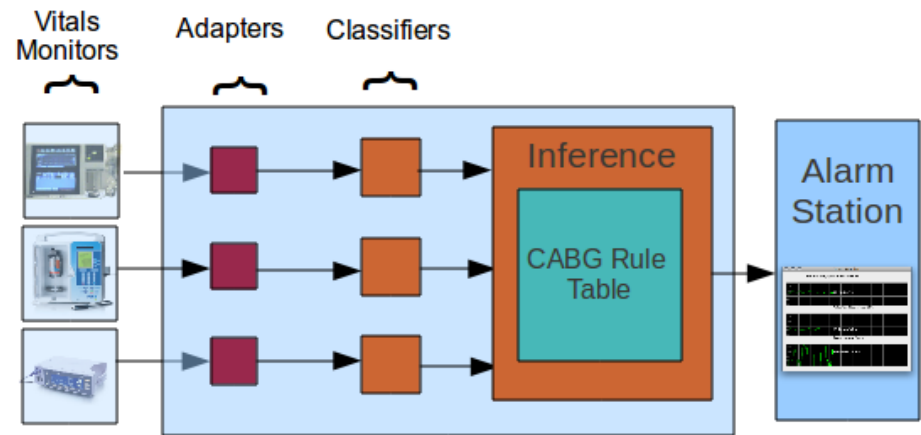 Vitals
Monitors
Adapters
Classifiers
Inference
CABG Rule
Table
Alarm
Station